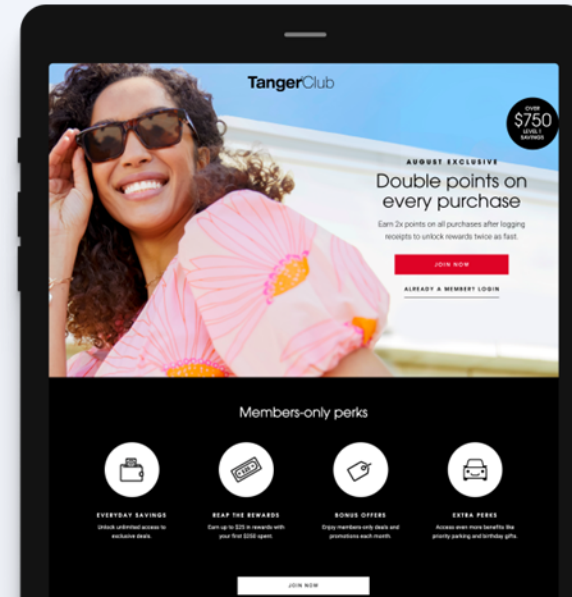 TangerClub
OVER
$750
LEVEL 1
SAVINGS
AUGUST EXCLUSIVE
Double points on
every purchase
Earn 2x points on all purchases after logging
receipts to unlock rewards twice as fast.
JOIN NOW
ALREADY A MEMBER? LOGIN
Members-only perks
EVERYDAY SAVINGS
Unlock unlimited access to
exclusive deals.
REAP THE REWARDS
Earn up to $25 in rewards with
your first $250 spent.
BONUS OFFERS
Enjoy members-only deals and
promotions each month.
EXTRA PERKS
Access even more benefits like
priority parking and birthday gifts.
JOIN NOW